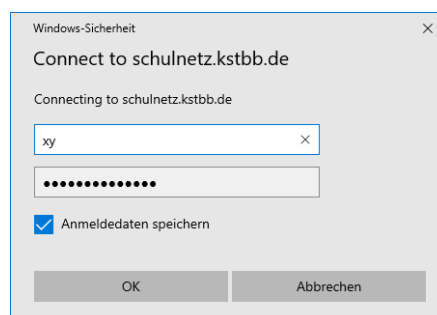 Windows-Sicherheit
Connect to schulnetz.kstbb.de
Connecting to schulnetz.kstbb.de
xy
●●●●●●●●●●●●●●
Anmeldedaten speichern
OK
Abbrechen